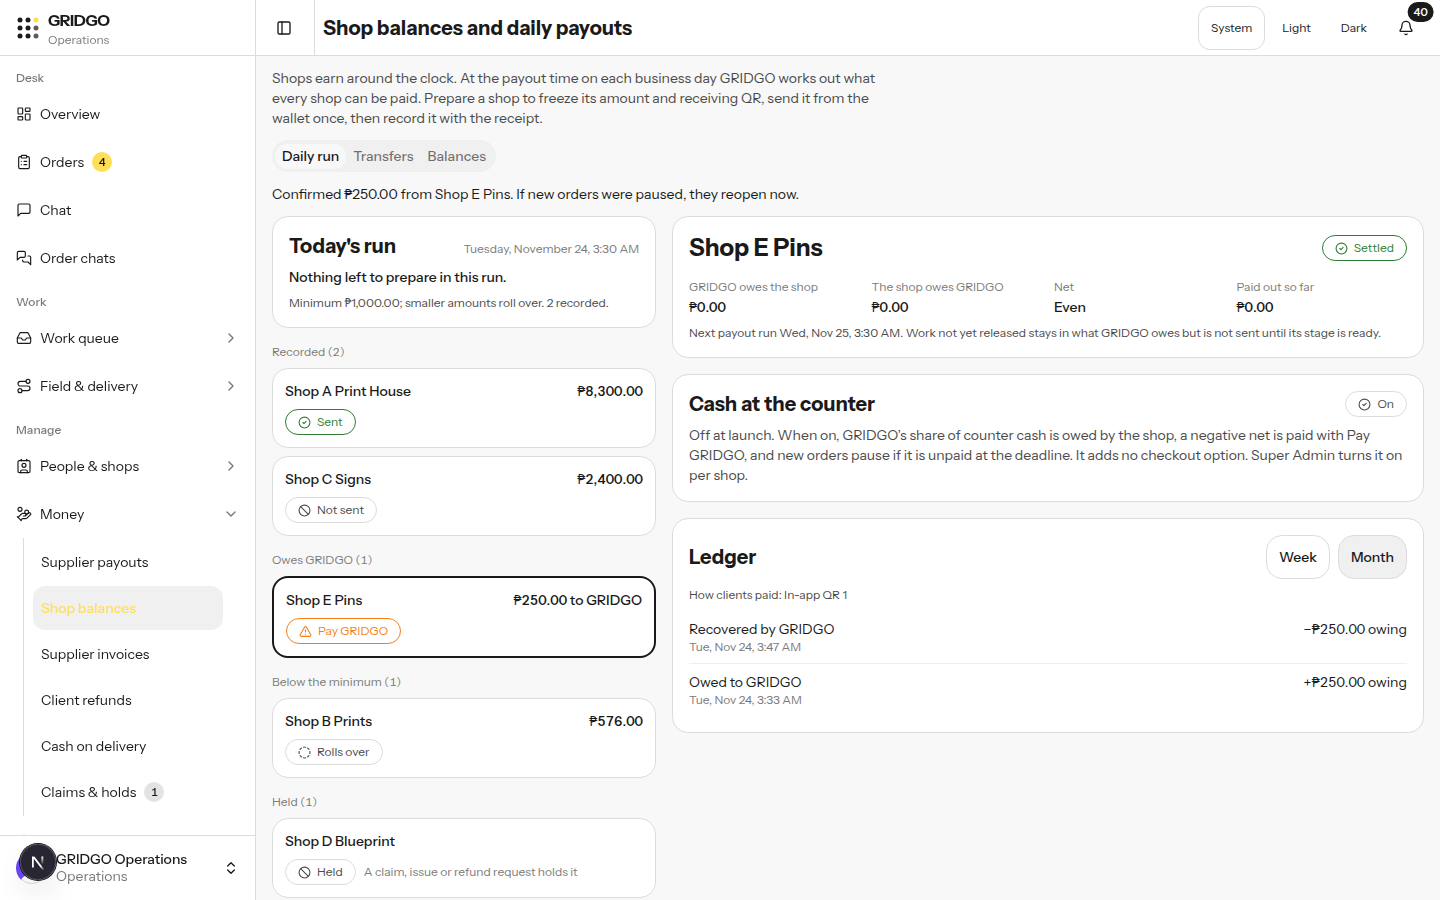 GRIDGO
Operations
Shop balances and daily payouts
System
Light
Dark
40
Desk
Overview
Orders
4
Chat
Order chats
Work
Work queue
Field & delivery
Manage
People & shops
Money
Supplier payouts
Shop balances
Supplier invoices
Client refunds
Cash on delivery
Claims & holds
1
N
GRIDGO Operations
Operations
Shops earn around the clock. At the payout time on each business day GRIDGO works out what
every shop can be paid. Prepare a shop to freeze its amount and receiving QR, send it from the
wallet once, then record it with the receipt.
Daily run
Transfers
Balances
Confirmed ₱250.00 from Shop E Pins. If new orders were paused, they reopen now.
Today's run
Tuesday, November 24, 3:30 AM
Nothing left to prepare in this run.
Minimum ₱1,000.00; smaller amounts roll over. 2 recorded.
Recorded (2)
Shop A Print House
₱8,300.00
Sent
Shop C Signs
₱2,400.00
Not sent
Owes GRIDGO (1)
Shop E Pins
₱250.00 to GRIDGO
Pay GRIDGO
Below the minimum (1)
Shop B Prints
₱576.00
Rolls over
Held (1)
Shop D Blueprint
Held
A claim, issue or refund request holds it
Shop E Pins
Settled
GRIDGO owes the shop
The shop owes GRIDGO
Net
Paid out so far
₱0.00
₱0.00
Even
₱0.00
Next payout run Wed, Nov 25, 3:30 AM. Work not yet released stays in what GRIDGO owes but is not sent until its stage is ready.
Cash at the counter
On
Off at launch. When on, GRIDGO’s share of counter cash is owed by the shop, a negative net is paid with Pay
GRIDGO, and new orders pause if it is unpaid at the deadline. It adds no checkout option. Super Admin turns it on
per shop.
Ledger
Week
Month
How clients paid: In-app QR 1
Recovered by GRIDGO
−₱250.00 owing
Tue, Nov 24, 3:47 AM
Owed to GRIDGO
+₱250.00 owing
Tue, Nov 24, 3:33 AM